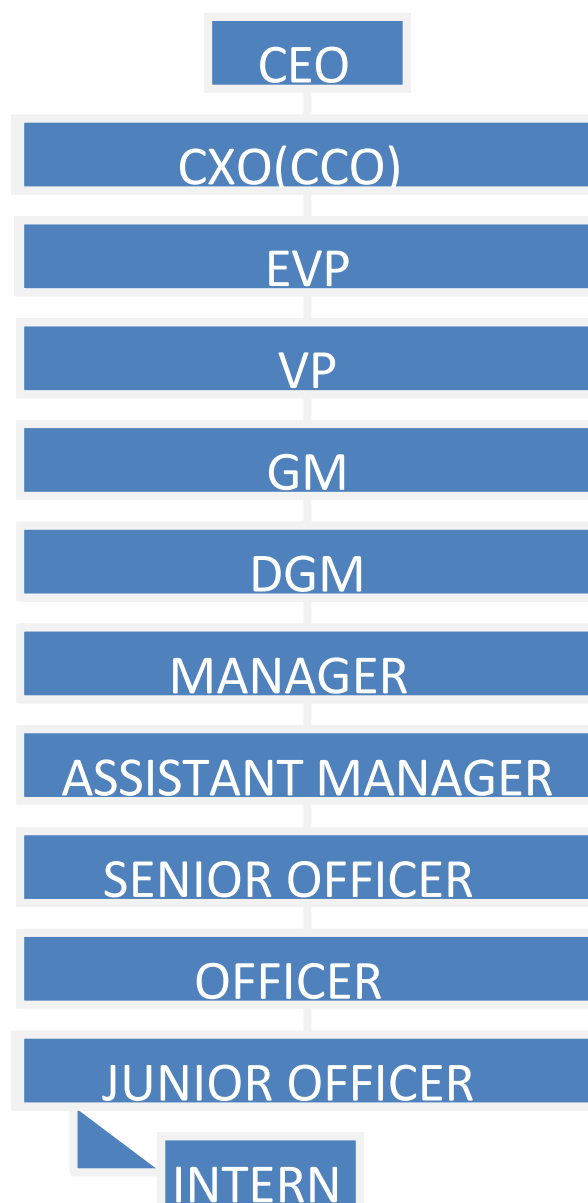 CEO
CXO(CCO)
EVP
VP
GM
DGM
MANAGER
ASSISTANT MANAGER
SENIOR OFFICER
OFFICER
JUNIOR OFFICER
INTERN